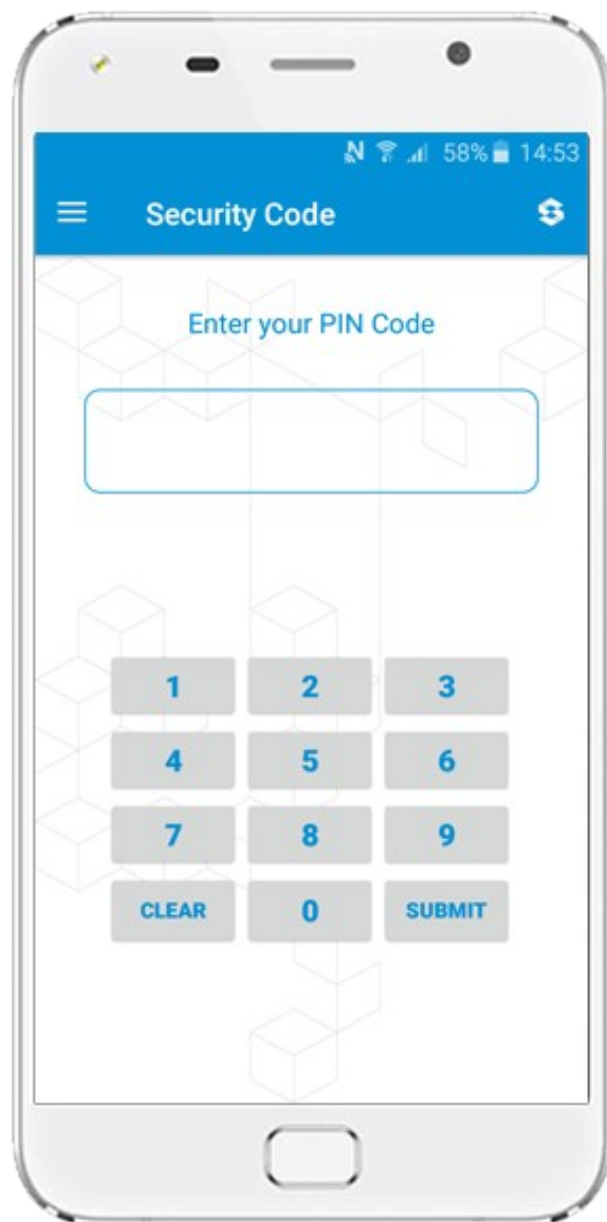 58% 14:53
Security Code
Enter your PIN Code
1 2 3
4 5 6
7 8 9
CLEAR 0 SUBMIT